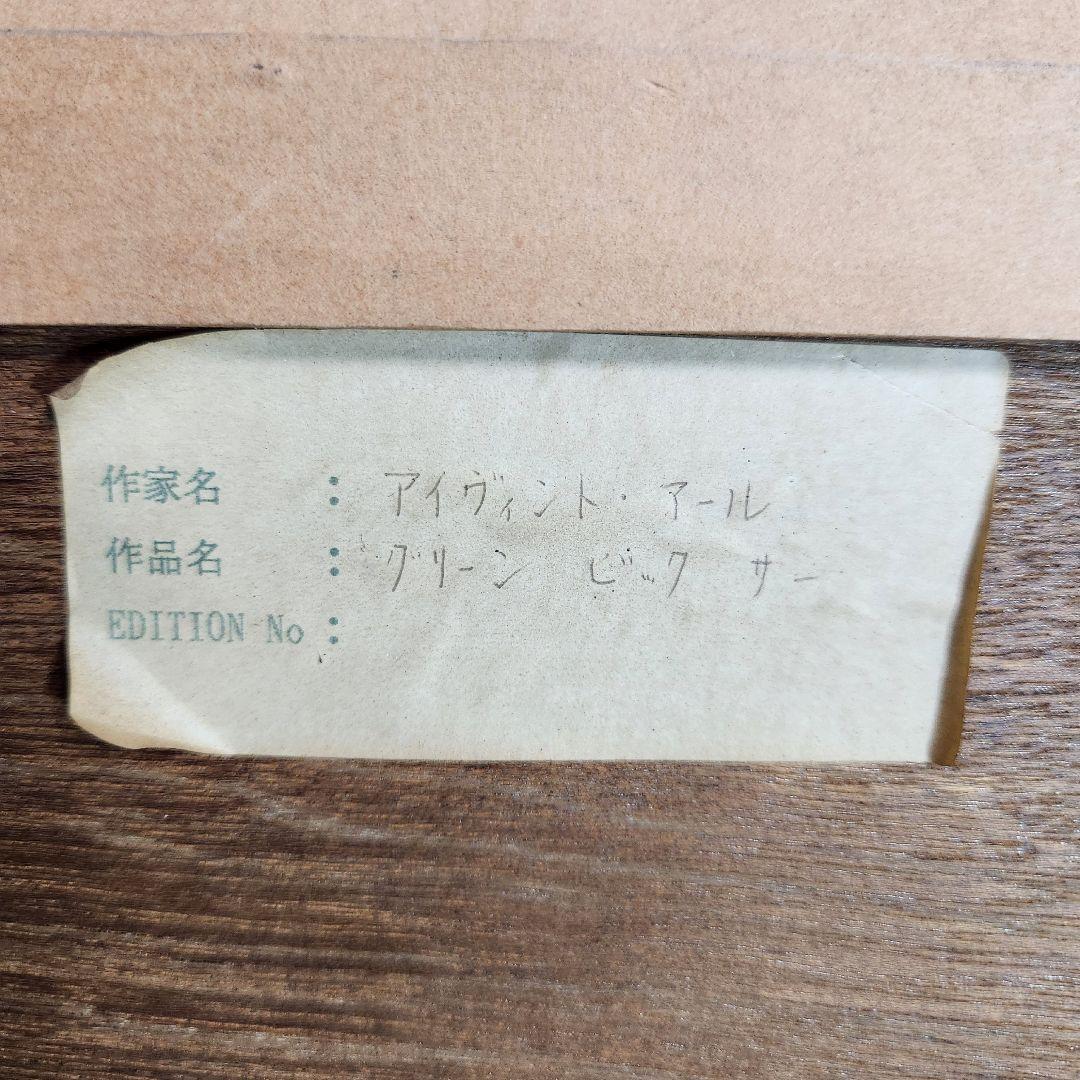 作家名 : アイヴィント・アール
作品名 : グリーン ビック サー
EDITION No :